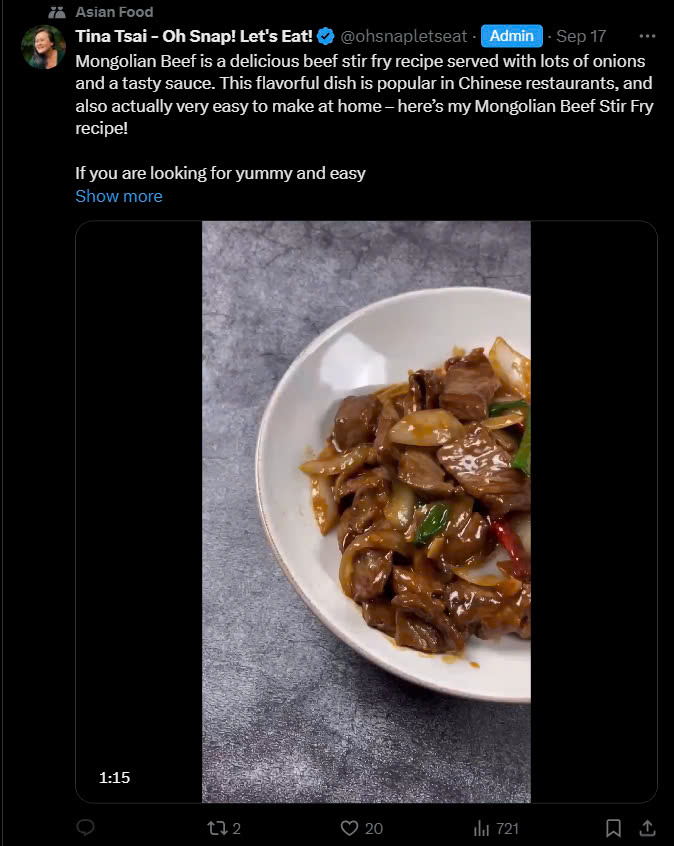 Asian Food
Tina Tsai - Oh Snap! Let's Eat! @ohsnapletseat · Admin · Sep 17
Mongolian Beef is a delicious beef stir fry recipe served with lots of onions
and a tasty sauce. This flavorful dish is popular in Chinese restaurants, and
also actually very easy to make at home – here’s my Mongolian Beef Stir Fry
recipe!
If you are looking for yummy and easy
Show more
1:15
2 20 721